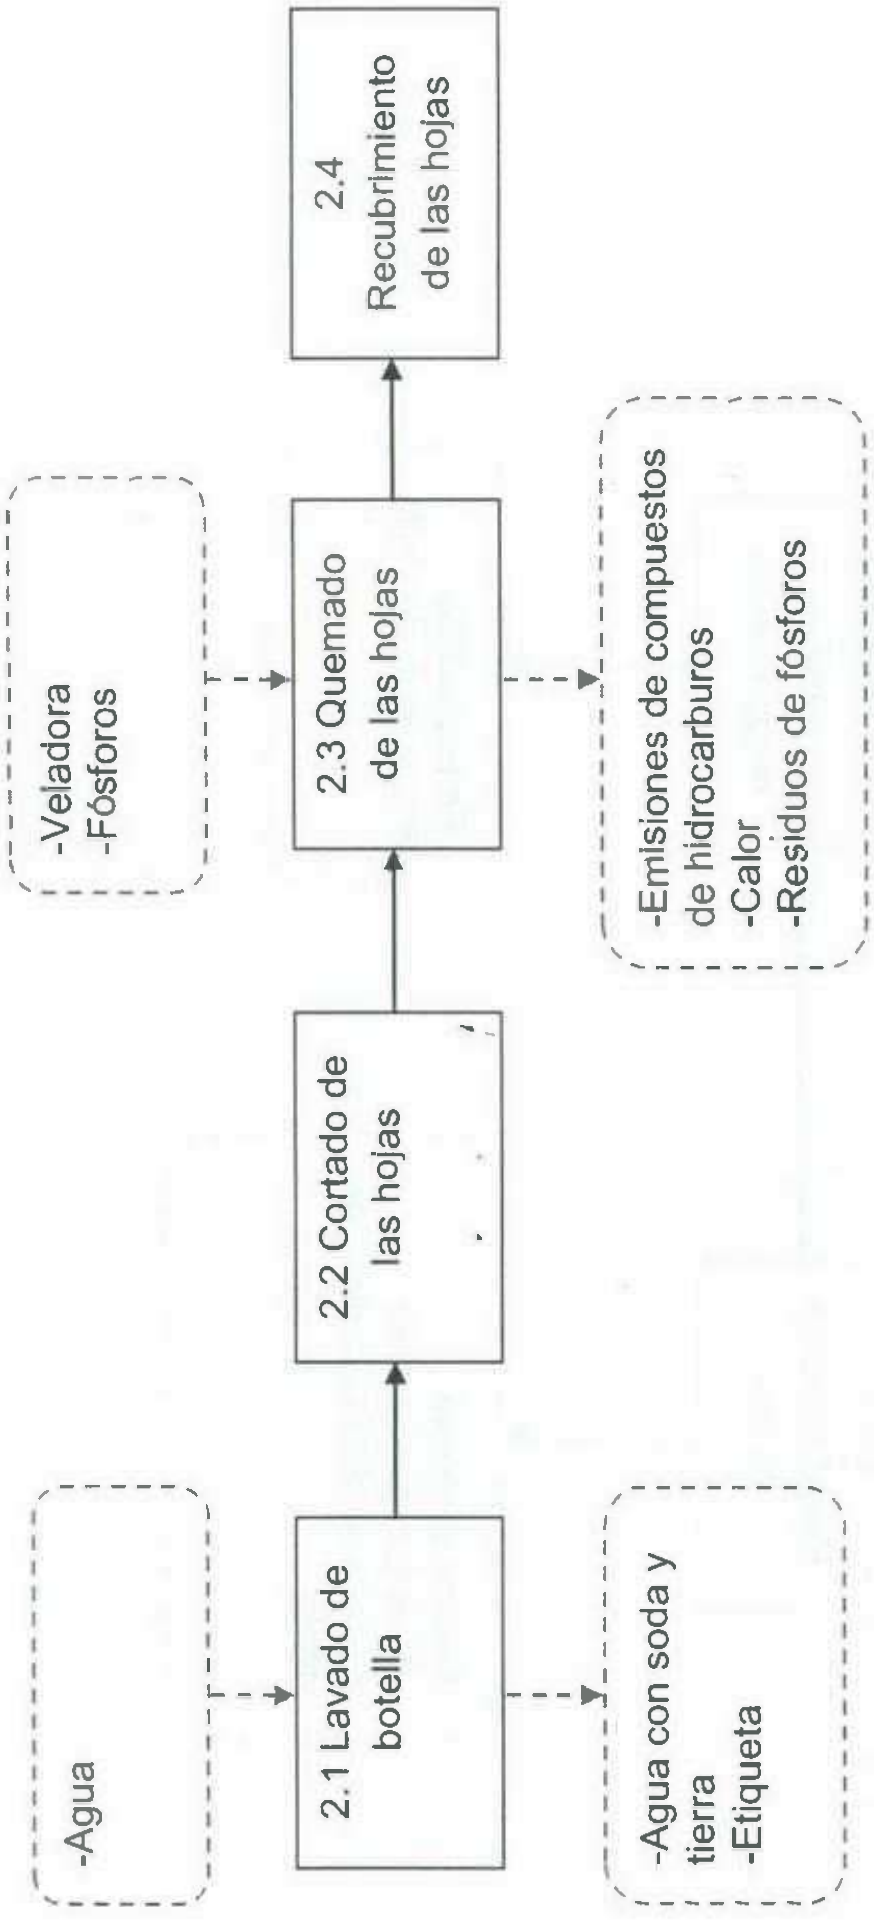 -Agua
2.1 Lavado de
botella
-Agua con soda y
tierra
-Etiqueta
2.2 Cortado de
las hojas
-Veladora
-Fósforos
2.3 Quemado
de las hojas
-Emisiones de compuestos
de hidrocarburos
-Calor
-Residuos de fósforos
2.4
Recubrimiento
de las hojas